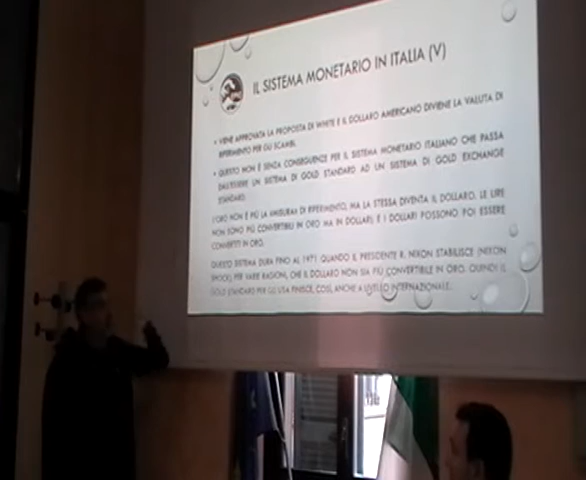 IL SISTEMA MONETARIO IN ITALIA (V)
• VIENE APPROVATA LA PROPOSTA DI WHITE E IL DOLLARO AMERICANO DIVIENE LA VALUTA DI
RIFERIMENTO PER GLI SCAMBI.
• QUESTO NON È SENZA CONSEGUENZE PER IL SISTEMA MONETARIO ITALIANO CHE PASSA
DALL'ESSERE UN SISTEMA DI GOLD STANDARD AD UN SISTEMA DI GOLD EXCHANGE
STANDARD.
L'ORO NON È PIÙ LA MISURA DI RIFERIMENTO, MA LA STESSA DIVENTA IL DOLLARO. LE LIRE
NON SONO PIÙ CONVERTIBILI IN ORO MA IN DOLLARI, E I DOLLARI POSSONO POI ESSERE
CONVERTITI IN ORO.
QUESTO SISTEMA DURA FINO AL 1971 QUANDO IL PRESIDENTE R. NIXON STABILISCE (NIXON
SHOCK), PER VARIE RAGIONI, CHE IL DOLLARO NON SIA PIÙ CONVERTIBILE IN ORO. QUINDI IL
GOLD STANDARD PER GLI USA FINISCE, COSÌ, ANCHE A LIVELLO INTERNAZIONALE.